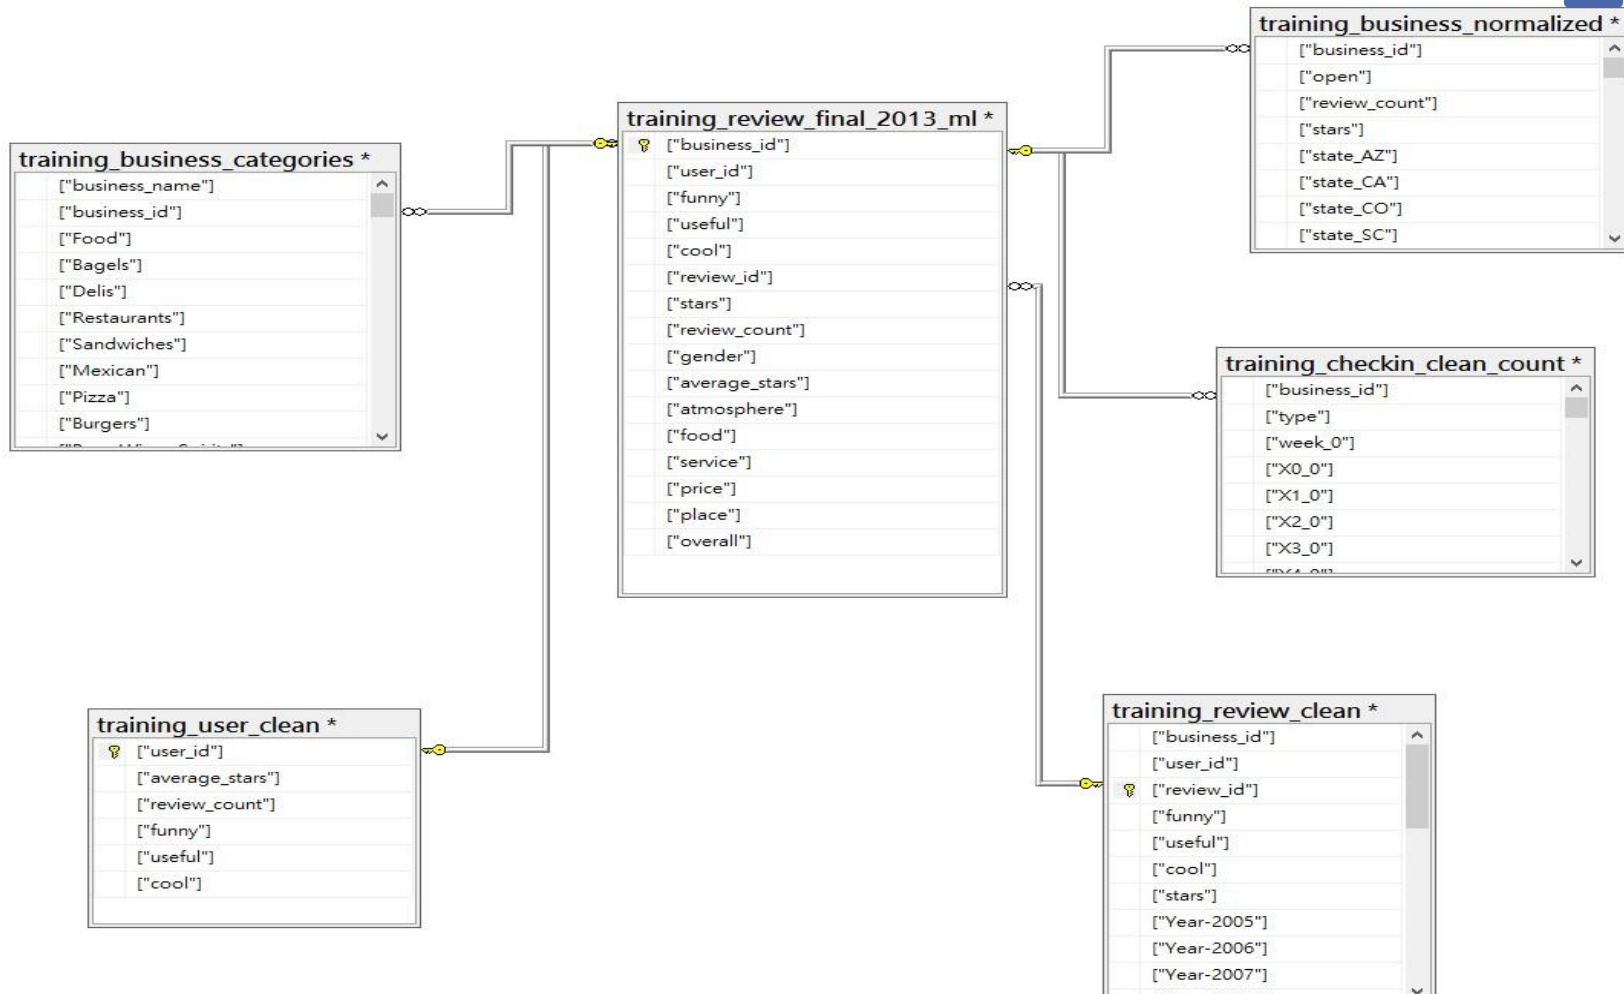 training_business_categories *
["business_name"]
["business_id"]
["Food"]
["Bagels"]
["Delis"]
["Restaurants"]
["Sandwiches"]
["Mexican"]
["Pizza"]
["Burgers"]
training_review_final_2013_ml *
["business_id"]
["user_id"]
["funny"]
["useful"]
["cool"]
["review_id"]
["stars"]
["review_count"]
["gender"]
["average_stars"]
["atmosphere"]
["food"]
["service"]
["price"]
["place"]
["overall"]
training_business_normalized *
["business_id"]
["open"]
["review_count"]
["stars"]
["state_AZ"]
["state_CA"]
["state_CO"]
["state_SC"]
training_checkin_clean_count *
["business_id"]
["type"]
["week_0"]
["X0_0"]
["X1_0"]
["X2_0"]
["X3_0"]
training_user_clean *
["user_id"]
["average_stars"]
["review_count"]
["funny"]
["useful"]
["cool"]
training_review_clean *
["business_id"]
["user_id"]
["review_id"]
["funny"]
["useful"]
["cool"]
["stars"]
["Year-2005"]
["Year-2006"]
["Year-2007"]